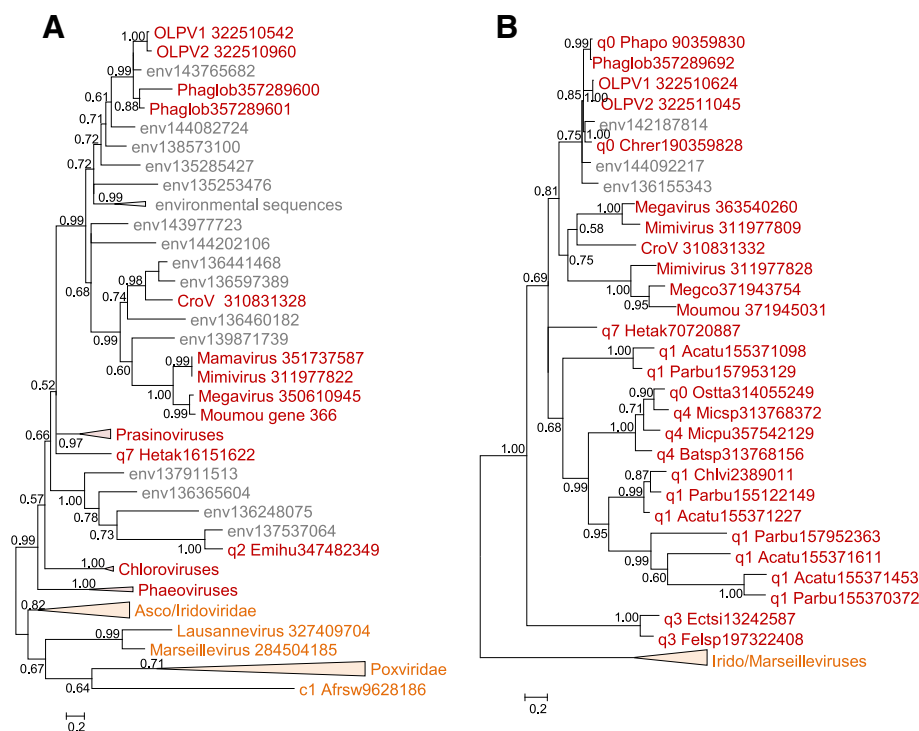 A
1.00
OLPV1 322510542
OLPV2 322510960
0.99
env143765682
0.61
Phaglob357289600
0.88
Phaglob357289601
0.71
env144082724
0.72
env138573100
0.72
env135285427
env135253476
0.99
environmental sequences
0.99
env143977723
env144202106
0.68
env136441468
0.98
env136597389
0.74
CroV 310831328
env136460182
0.99
env139871739
0.60
0.99
Mamavirus 351737587
Mimivirus 311977822
1.00
Megavirus 350610945
0.99
Moumou gene 366
0.52
0.66
0.97
Prasinoviruses
q7 Hetak16151622
env137911513
1.00
env136365604
0.78
env136248075
0.73
env137537064
1.00
q2 Emihu347482349
0.57
0.99
1.00
Chloroviruses
1.00
Phaeoviruses
0.82
Asco/Iridoviridae
0.99
Lausannevirus 327409704
Marseillevirus 284504185
0.67
0.71
Poxviridae
0.64
c1 Afrsw9628186
0.2
B
0.99
q0 Phapo 90359830
Phaglob357289692
OLPV1 322510624
0.85
1.00
OLPV2 322511045
env142187814
0.75
1.00
q0 Chrer190359828
env144092217
env136155343
0.81
1.00
Megavirus 363540260
0.58
Mimivirus 311977809
CroV 310831332
0.75
Mimivirus 311977828
1.00
Megco371943754
0.95
Moumou 371945031
0.69
q7 Hetak70720887
1.00
q1 Acatu155371098
q1 Parbu157953129
0.68
0.90
q0 Ostta314055249
0.71
q4 Micsp313768372
1.00
q4 Micpu357542129
q4 Batsp313768156
0.99
0.87
q1 Chlvi2389011
0.99
q1 Parbu155122149
q1 Acatu155371227
0.95
q1 Parbu157952363
0.99
q1 Acatu155371611
0.60
q1 Acatu155371453
1.00
q1 Parbu155370372
1.00
1.00
q3 Ectsi13242587
q3 Felsp197322408
Irido/Marseilleviruses
0.2